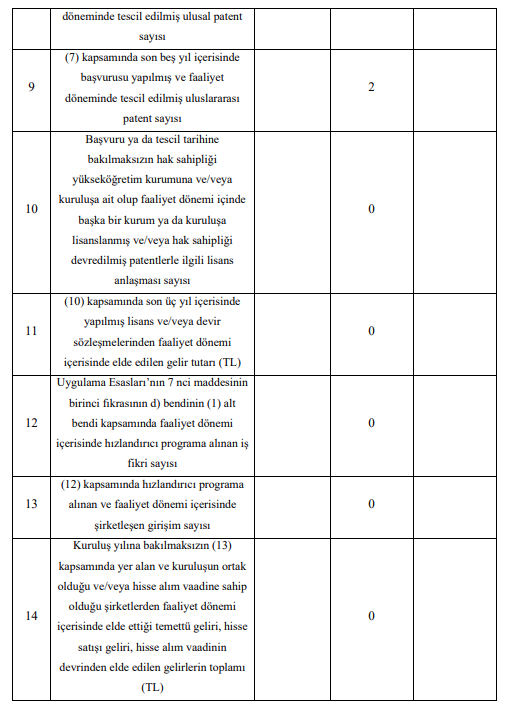 döneminde tescil edilmiş ulusal patent
sayısı
9
(7) kapsamında son beş yıl içerisinde
başvurusu yapılmış ve faaliyet
döneminde tescil edilmiş uluslararası
patent sayısı
2
10
Başvuru ya da tescil tarihine
bakılmaksızın hak sahipliği
yükseköğretim kurumuna ve/veya
kuruluşa ait olup faaliyet dönemi içinde
başka bir kurum ya da kuruluşa
lisanslanmış ve/veya hak sahipliği
devredilmiş patentlerle ilgili lisans
anlaşması sayısı
0
11
(10) kapsamında son üç yıl içerisinde
yapılmış lisans ve/veya devir
sözleşmelerinden faaliyet dönemi
içerisinde elde edilen gelir tutarı (TL)
0
12
Uygulama Esasları’nın 7 nci maddesinin
birinci fıkrasının d) bendinin (1) alt
bendi kapsamında faaliyet dönemi
içerisinde hızlandırıcı programa alınan iş
fikri sayısı
0
13
(12) kapsamında hızlandırıcı programa
alınan ve faaliyet dönemi içerisinde
şirketleşen girişim sayısı
0
14
Kuruluş yılına bakılmaksızın (13)
kapsamında yer alan ve kuruluşun ortak
olduğu ve/veya hisse alım vaadine sahip
olduğu şirketlerden faaliyet dönemi
içerisinde elde ettiği temettü geliri, hisse
satışı geliri, hisse alım vaadinin
devrinden elde edilen gelirlerin toplamı
(TL)
0